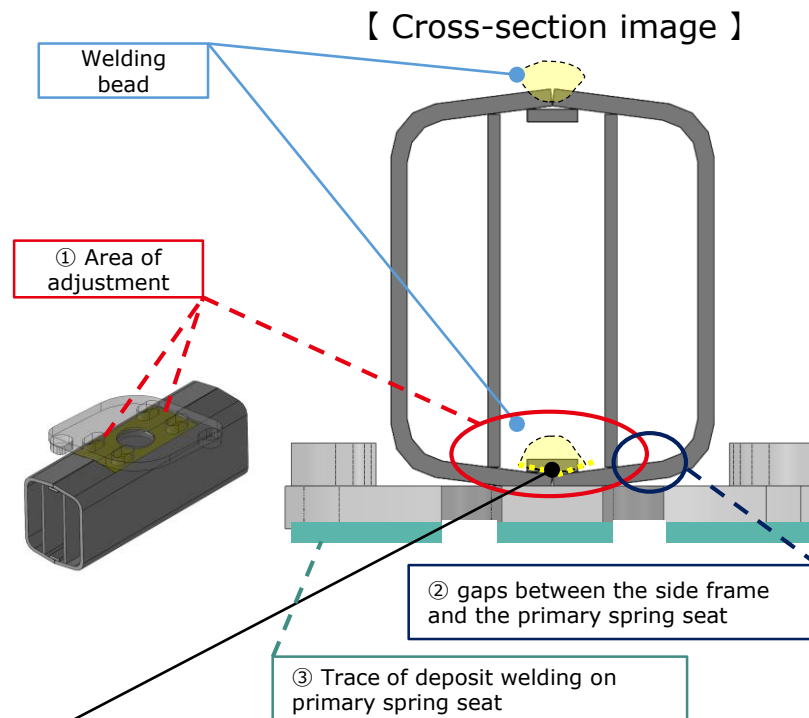 【 Cross-section image 】
Welding
bead
① Area of
adjustment
② gaps between the side frame
and the primary spring seat
③ Trace of deposit welding on
primary spring seat